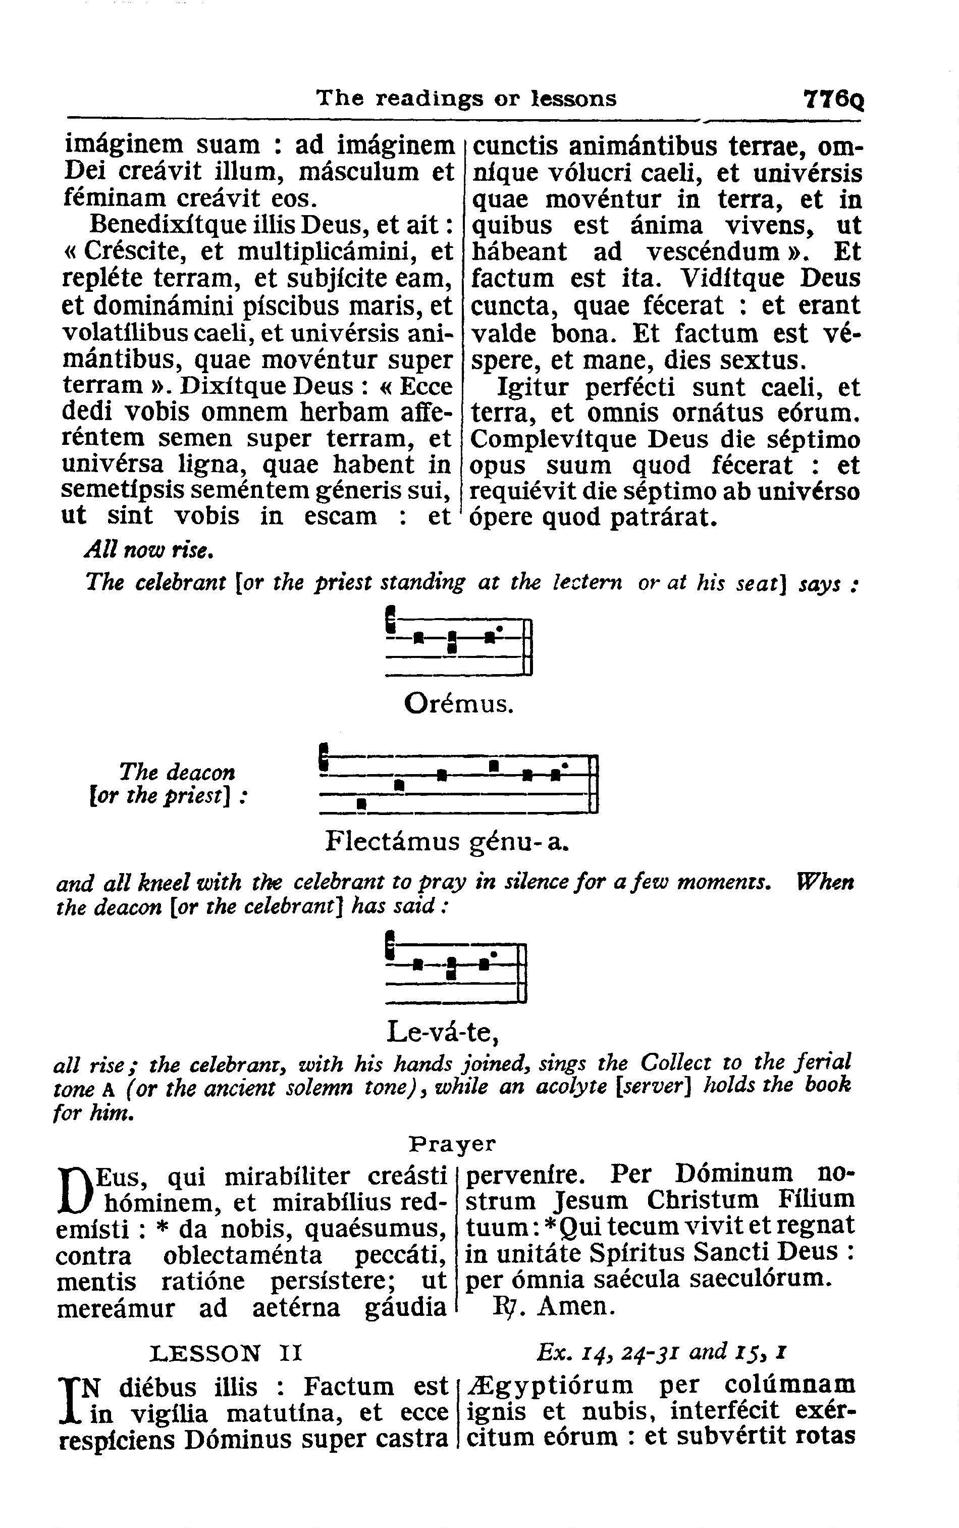 The readings or lessons 776Q
imáginem suam : ad imáginem
Dei creávit illum, másculum et
féminam creávit eos.
Benedixítque illis Deus, et ait :
« Créscite, et multiplicámini, et
repléte terram, et subjícite eam,
et dominámini píscibus maris, et
volatílibus caeli, et univérsis ani-
mántibus, quae movéntur super
terram ». Dixítque Deus : « Ecce
dedi vobis omnem herbam affe-
réntem semen super terram, et
univérsa ligna, quae habent in
semetípsis seméntem géneris sui,
ut sint vobis in escam : et
cunctis animántibus terrae, om-
níque vólucri caeli, et univérsis
quae movéntur in terra, et in
quibus est ánima vivens, ut
hábeant ad vescéndum ». Et
factum est ita. Vidítque Deus
cuncta, quae fécerat : et erant
valde bona. Et factum est vé-
spere, et mane, dies sextus.
Igitur perfécti sunt caeli, et
terra, et omnis ornátus eórum.
Complevítque Deus die séptimo
opus suum quod fécerat : et
requiévit die séptimo ab univérso
ópere quod patrárat.
All now rise.
The celebrant [or the priest standing at the lectern or at his seat] says :
Orémus.
The deacon
[or the priest] :
Flectámus génu- a.
and all kneel with the celebrant to pray in silence for a few moments. When
the deacon [or the celebrant] has said :
Le-vá-te,
all rise; the celebrant, with his hands joined, sings the Collect to the ferial
tone A (or the ancient solemn tone), while an acolyte [server] holds the book
for him.
Prayer
DEus, qui mirabíliter creásti
hóminem, et mirabílius red-
emísti : * da nobis, quaésumus,
contra oblectaménta peccáti,
mentis ratióne persístere; ut
mereámur ad aetérna gáudia
perveníre. Per Dóminum no-
strum Jesum Christum Fílium
tuum : * Qui tecum vivit et regnat
in unitáte Spíritus Sancti Deus :
per ómnia saécula saeculórum.
℟. Amen.
LESSON II Ex. 14, 24-31 and 15, 1
IN diébus illis : Factum est
in vigília matutína, et ecce
respíciens Dóminus super castra
Ægyptiórum per colúmnam
ignis et nubis, interfécit exér-
citum eórum : et subvértit rotas